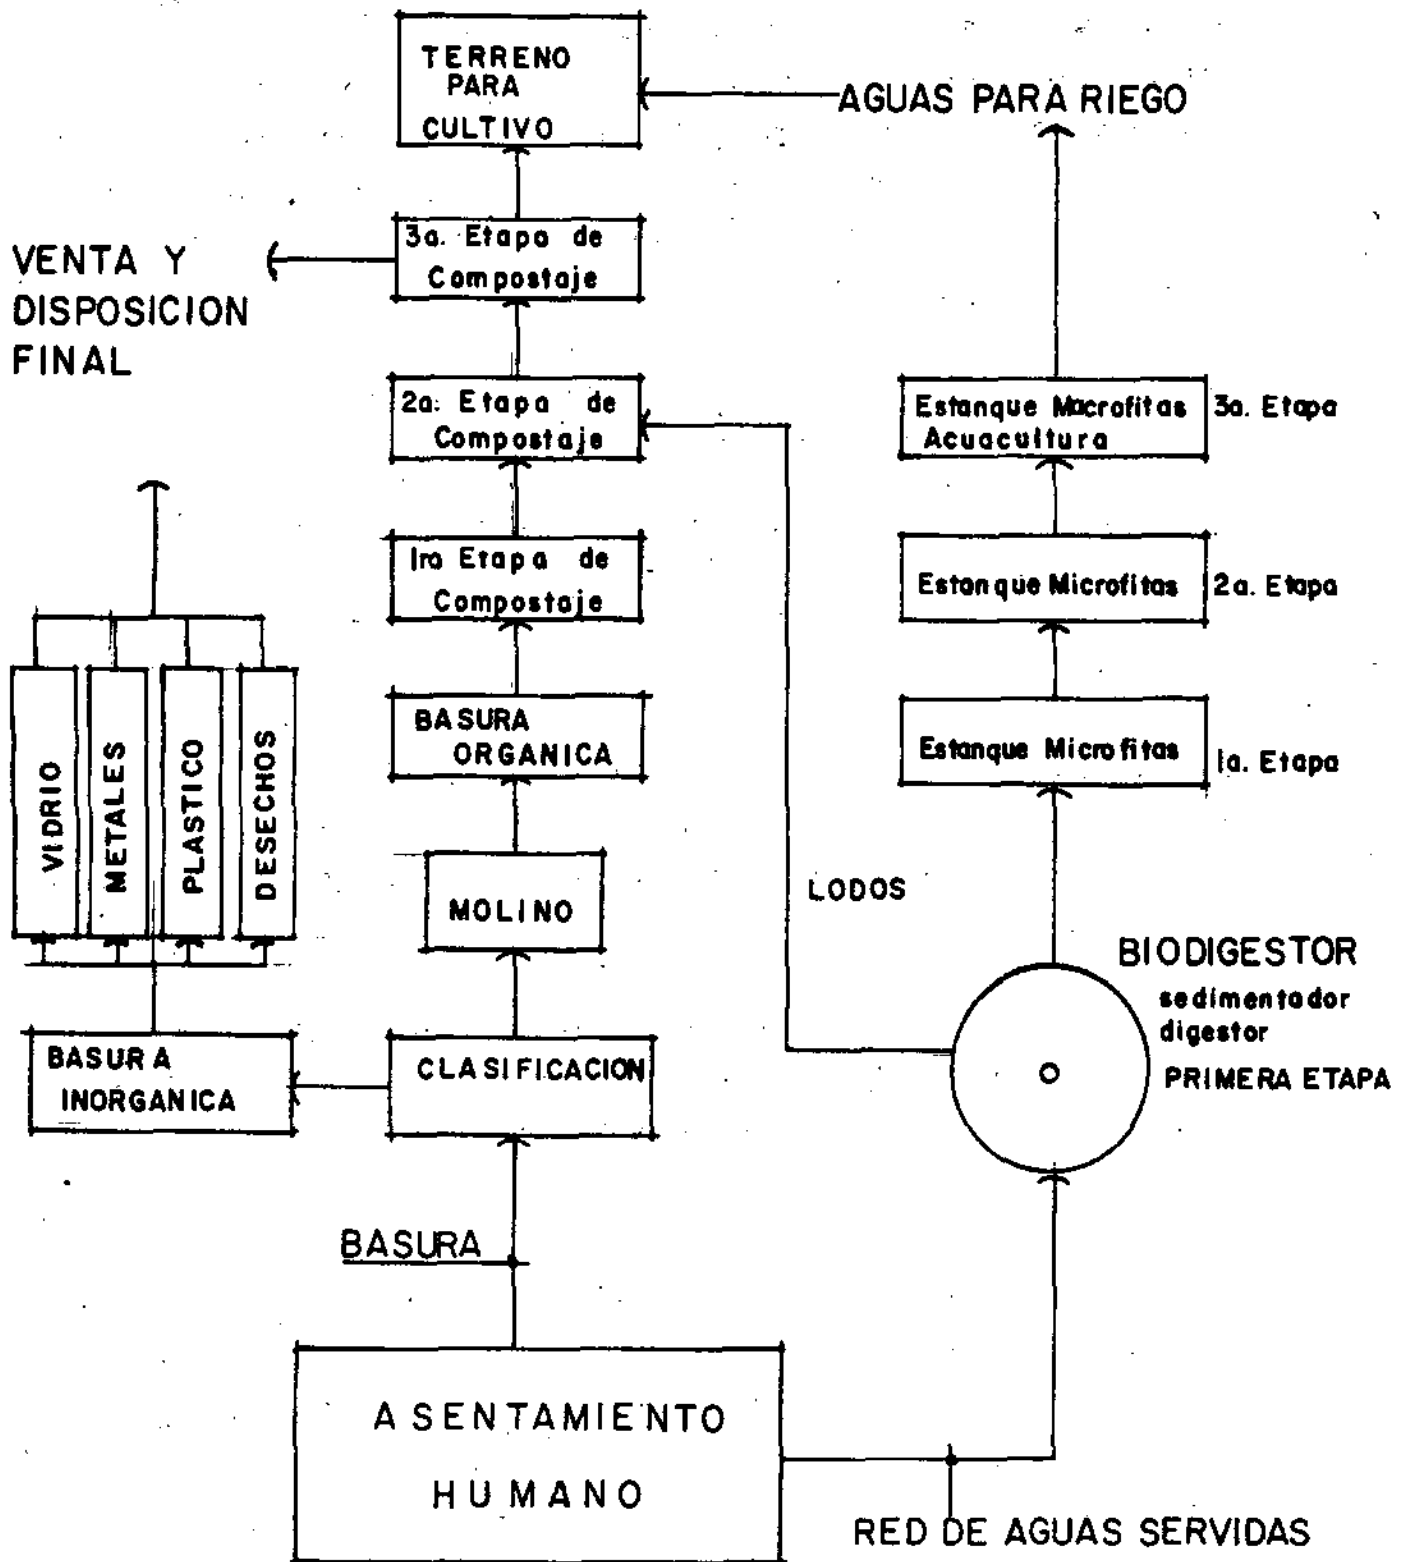 TERRENO
PARA
CULTIVO
AGUAS PARA RIEGO
3a. Etapa de
Compostaje
VENTA Y
DISPOSICION
FINAL
2a. Etapa de
Compostaje
Estanque Macrofitas
Acuacultura
3a. Etapa
1ra Etapa de
Compostaje
Estanque Microfitas
2a. Etapa
BASURA
ORGANICA
Estanque Microfitas
1a. Etapa
VIDRIO
METALES
PLASTICO
DESECHOS
MOLINO
LODOS
BIODIGESTOR
sedimentador
digestor
PRIMERA ETAPA
BASURA
INORGANICA
CLASIFICACION
BASURA
ASENTAMIENTO
HUMANO
RED DE AGUAS SERVIDAS